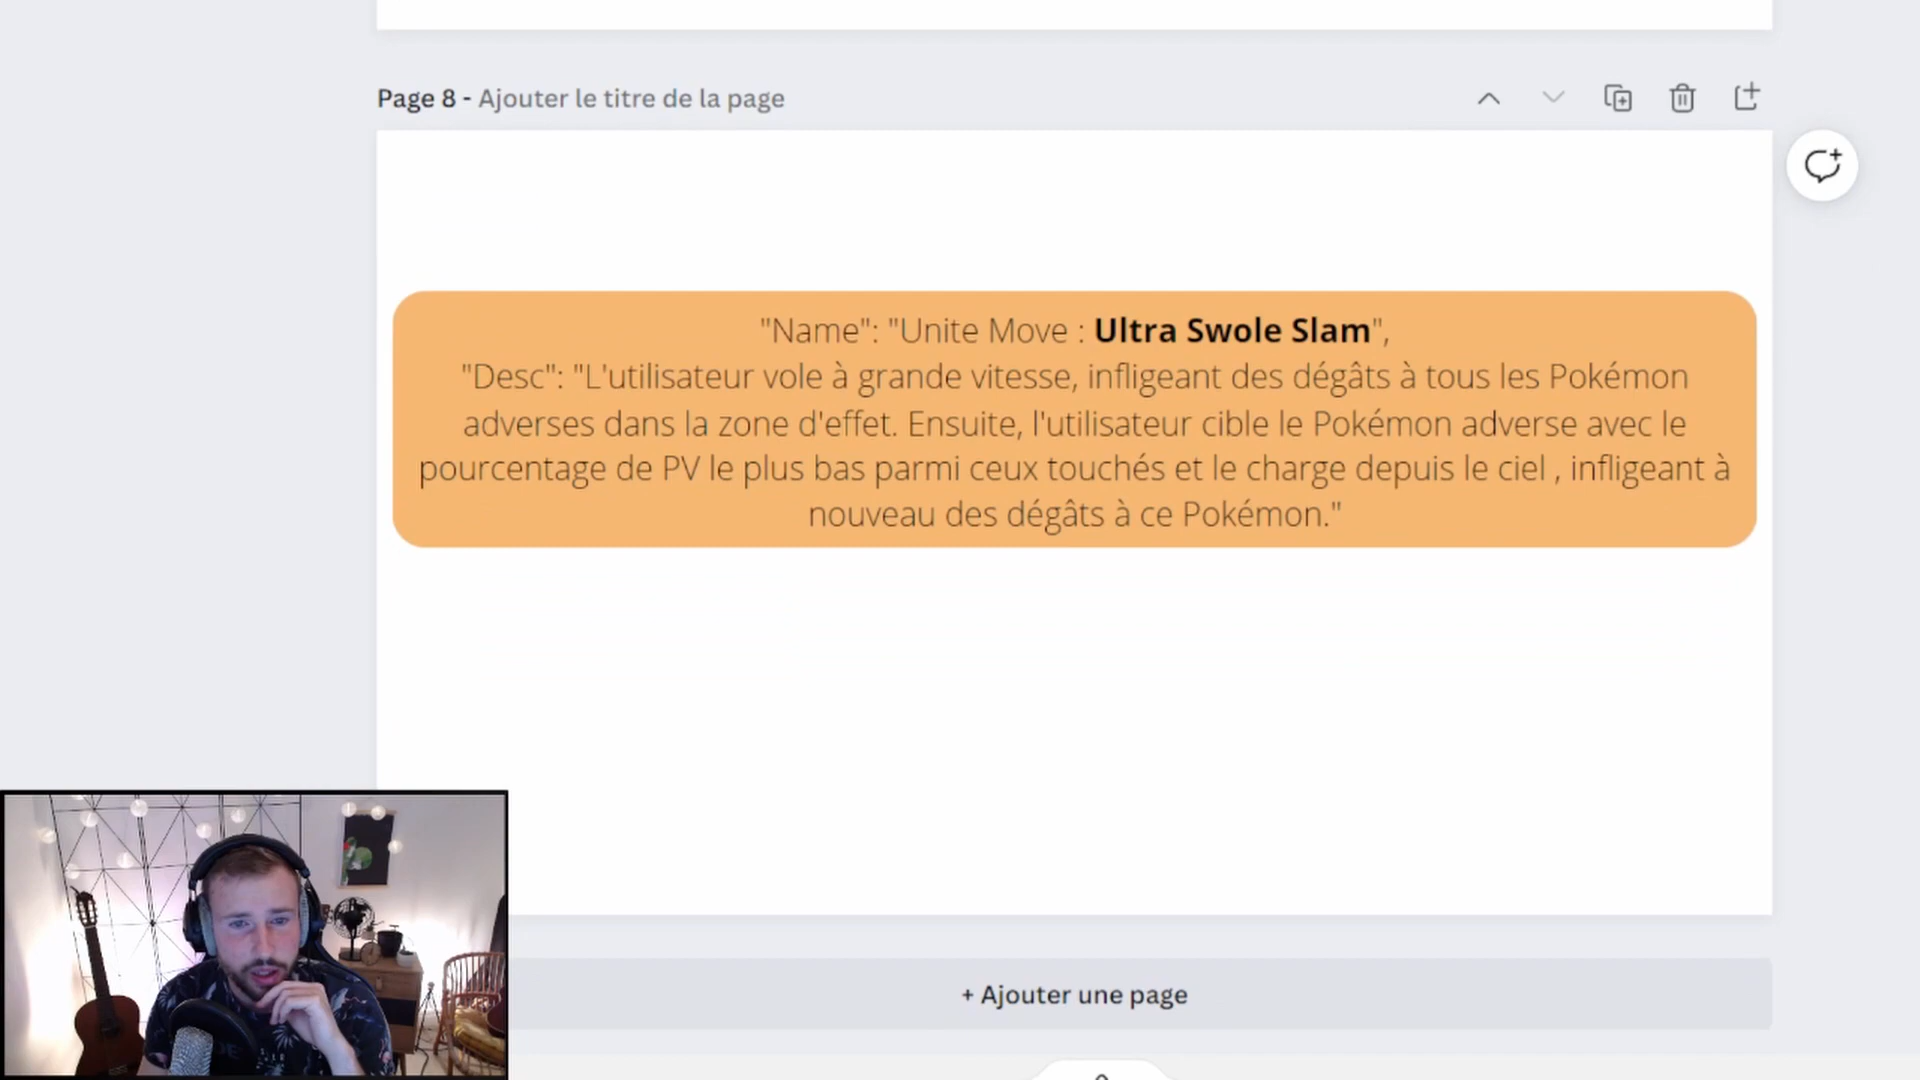 Page 8 - Ajouter le titre de la page
"Name": "Unite Move : Ultra Swole Slam",
"Desc": "L'utilisateur vole à grande vitesse, infligeant des dégâts à tous les Pokémon
adverses dans la zone d'effet. Ensuite, l'utilisateur cible le Pokémon adverse avec le
pourcentage de PV le plus bas parmi ceux touchés et le charge depuis le ciel , infligeant à
nouveau des dégâts à ce Pokémon."
+ Ajouter une page